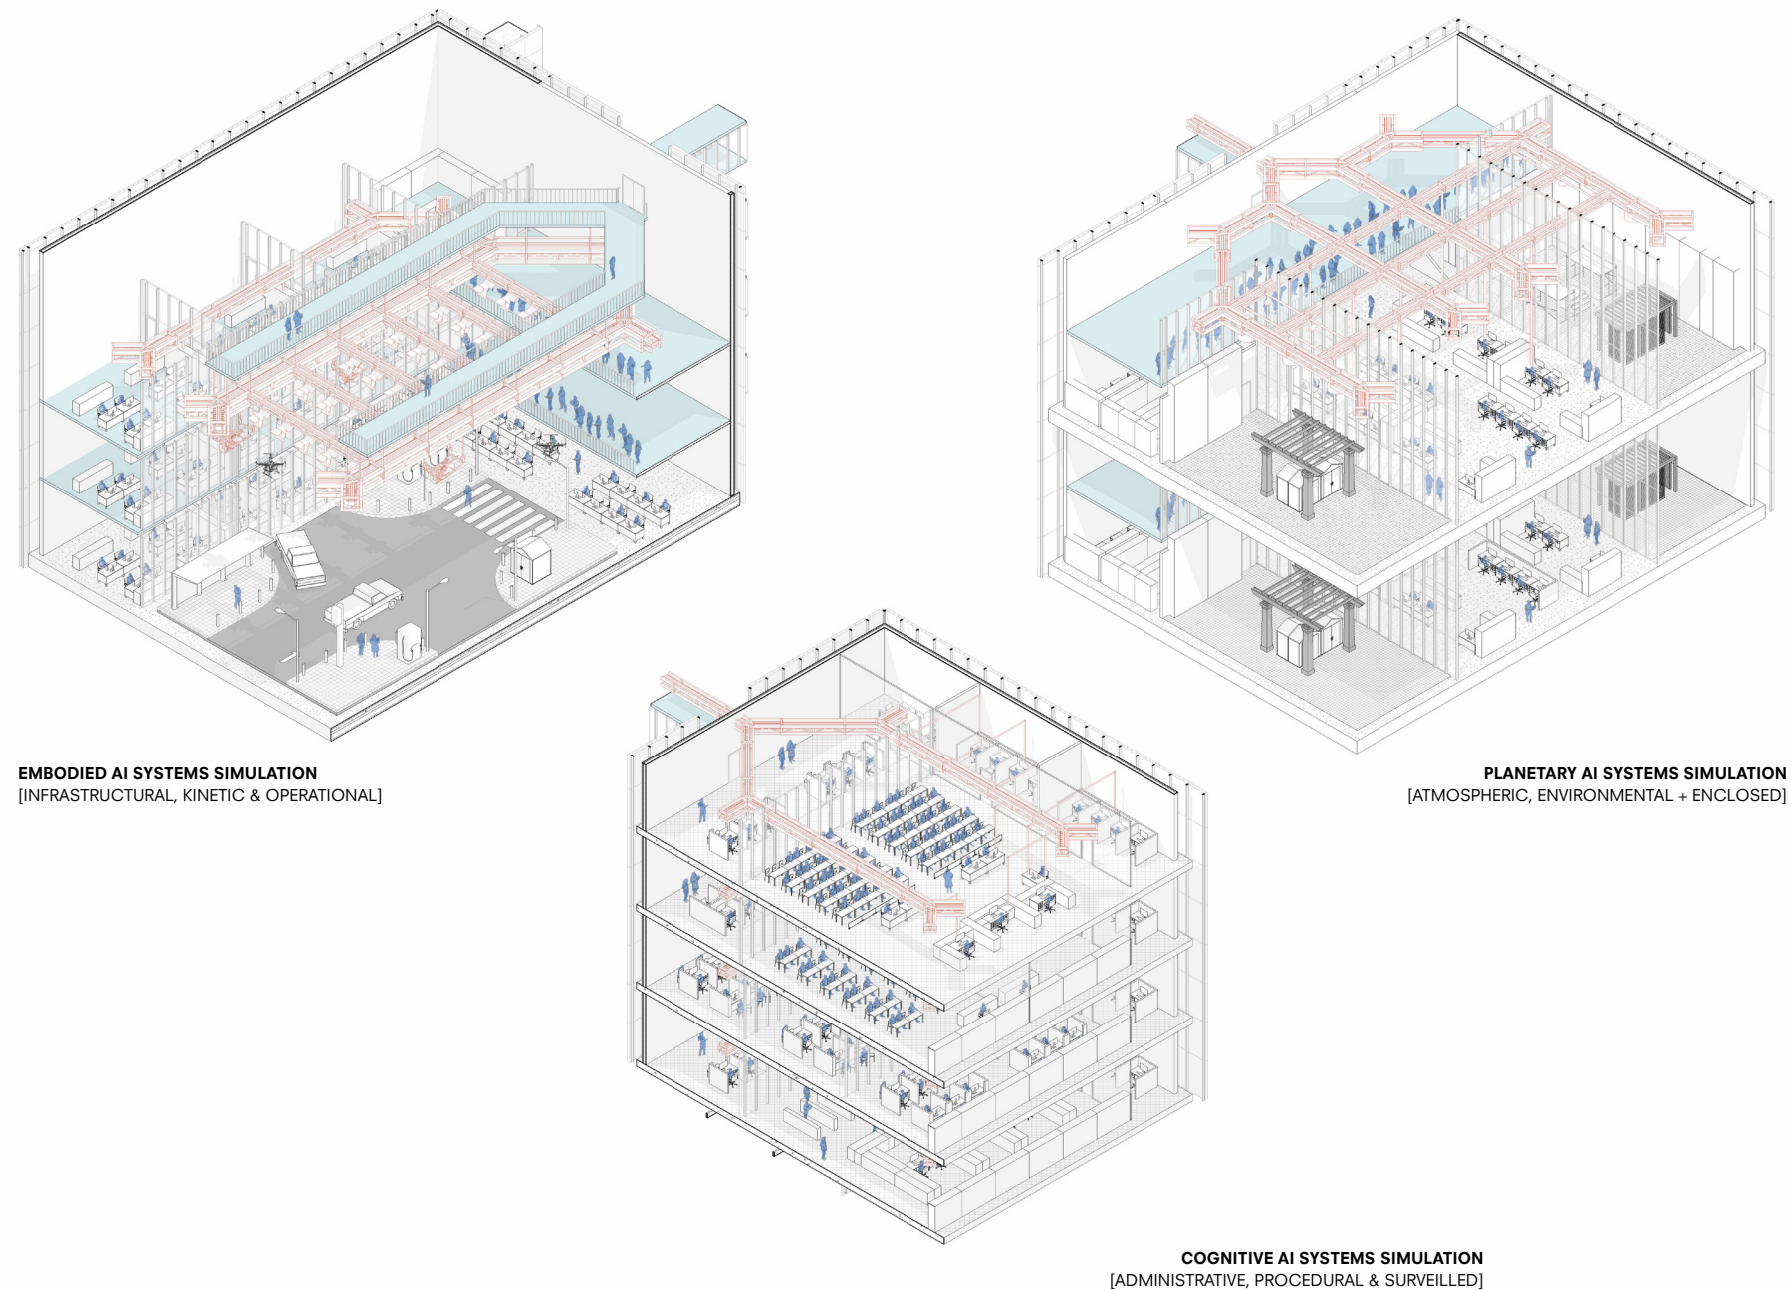 EMBODIED AI SYSTEMS SIMULATION
[INFRASTRUCTURAL, KINETIC & OPERATIONAL]
PLANETARY AI SYSTEMS SIMULATION
[ATMOSPHERIC, ENVIRONMENTAL + ENCLOSED]
COGNITIVE AI SYSTEMS SIMULATION
[ADMINISTRATIVE, PROCEDURAL & SURVEILLED]